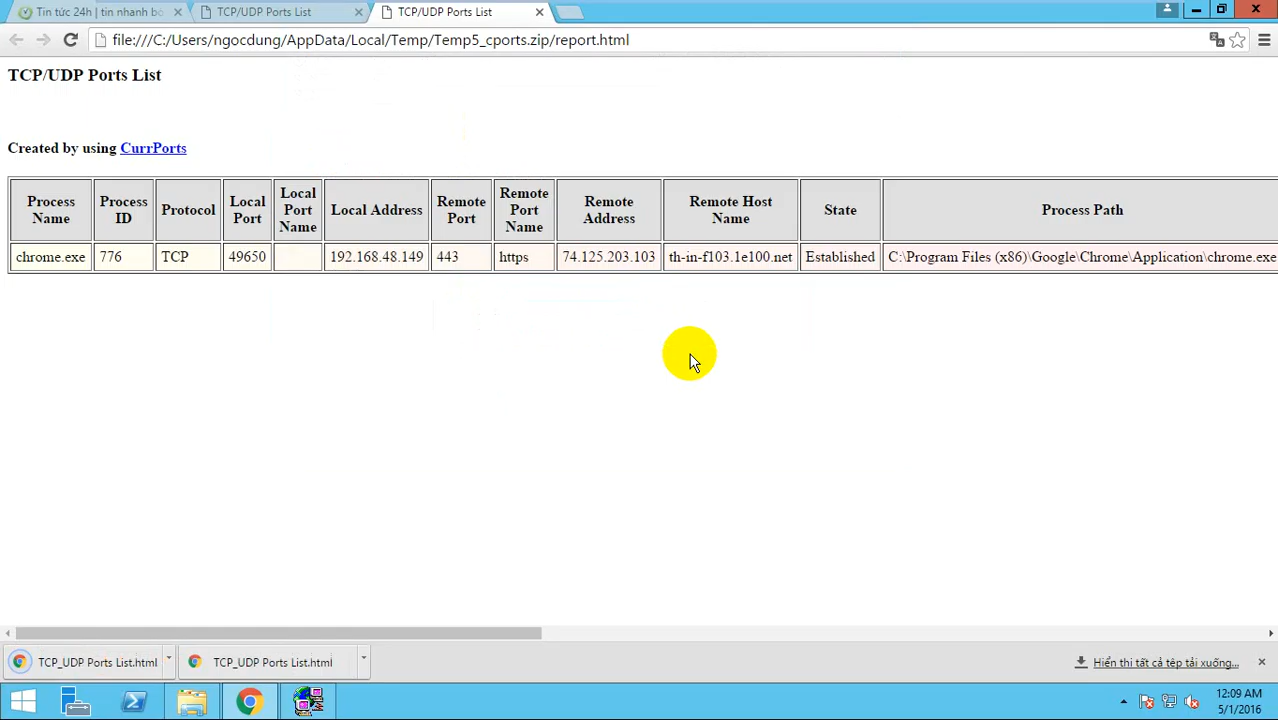 Tin tức 24h | tin nhanh bó
TCP/UDP Ports List
TCP/UDP Ports List
file:///C:/Users/ngocdung/AppData/Local/Temp/Temp5_cports.zip/report.html
TCP/UDP Ports List
Created by using CurrPorts
Process Name
Process ID
Protocol
Local Port
Local Port Name
Local Address
Remote Port
Remote Port Name
Remote Address
Remote Host Name
State
Process Path
chrome.exe 776 TCP 49650 192.168.48.149 443 https 74.125.203.103 th-in-f103.1e100.net Established C:\Program Files (x86)\Google\Chrome\Application\chrome.exe
TCP_UDP Ports List.html
TCP_UDP Ports List.html
Hiển thị tất cả tệp tải xuống...
12:09 AM
5/1/2016